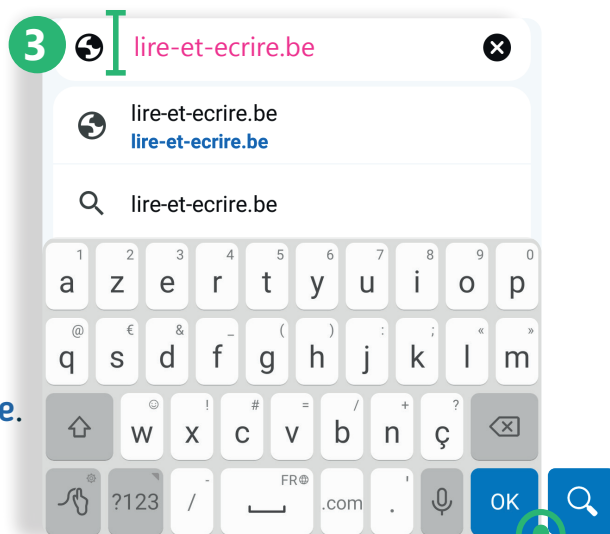 3 lire-et-ecrire.be
lire-et-ecrire.be
lire-et-ecrire.be
lire-et-ecrire.be
1 2 3 4 5 6 7 8 9 0
a z e r t y u i o p
@ € & _ ( ) : ; « »
q s d f g h j k l m
e.
! # = / + ?
w x c v b n ç
- FR '
?123 / .com . OK